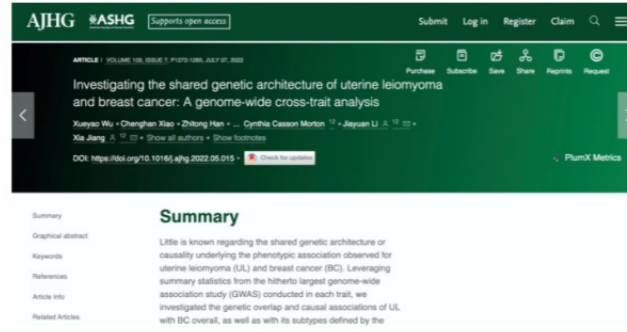 AJHG ASHG Supports open access
Submit Log in Register Claim
ARTICLE | VOLUME 109, ISSUE 7, P1272-1285, JULY 07, 2022
Purchase Subscribe Save Share Reprints Request
Investigating the shared genetic architecture of uterine leiomyoma
and breast cancer: A genome-wide cross-trait analysis
Xueyao Wu • Chenghan Xiao • Zhitong Han • ... Cynthia Casson Morton 12 • Jiayuan Li 12 •
Xia Jiang 12 • Show all authors • Show footnotes
DOI: https://doi.org/10.1016/j.ajhg.2022.05.015 • Check for updates
PlumX Metrics
Summary
Graphical abstract
Keywords
References
Article Info
Related Articles
Summary
Little is known regarding the shared genetic architecture or
causality underlying the phenotypic association observed for
uterine leiomyoma (UL) and breast cancer (BC). Leveraging
summary statistics from the hitherto largest genome-wide
association study (GWAS) conducted in each trait, we
investigated the genetic overlap and causal associations of UL
with BC overall, as well as with its subtypes defined by the